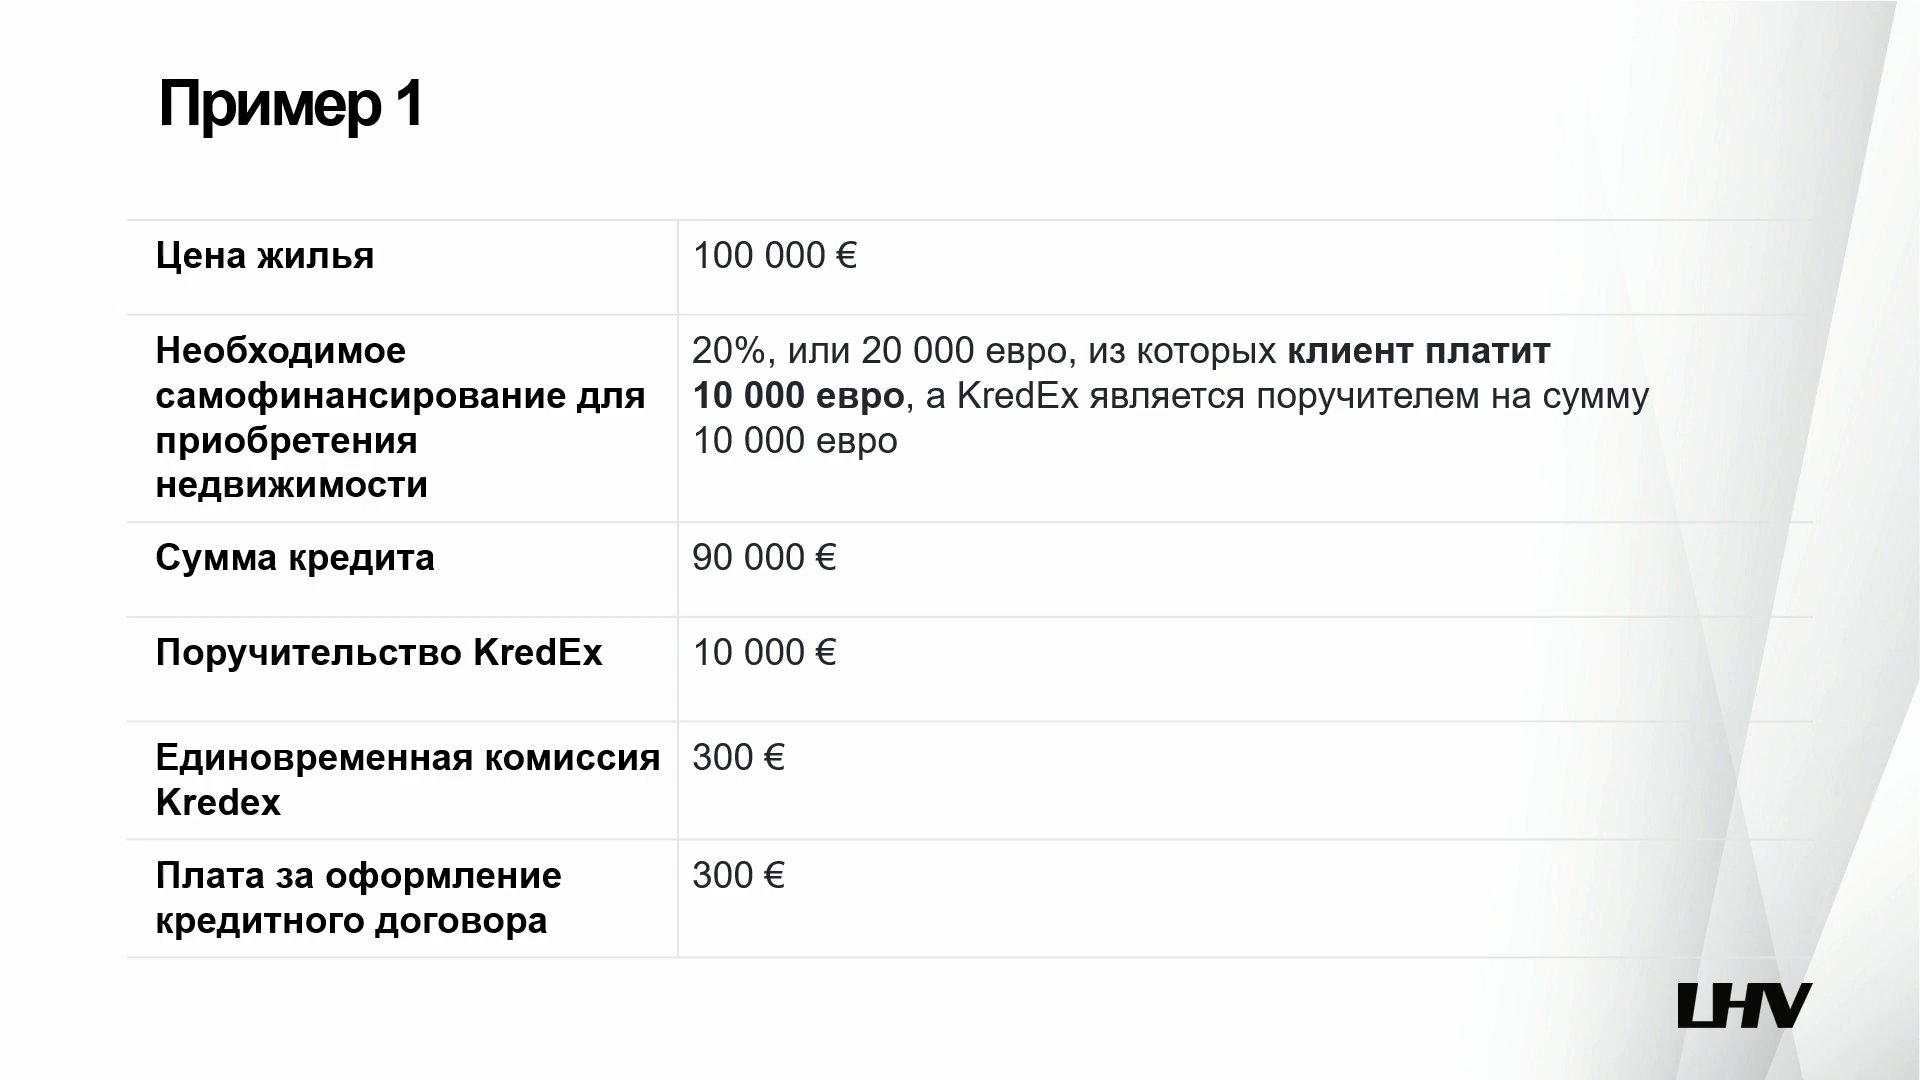 Пример 1
Цена жилья
100 000 €
Необходимое
самофинансирование для
приобретения
недвижимости
20%, или 20 000 евро, из которых клиент платит
10 000 евро, а KredEx является поручителем на сумму
10 000 евро
Сумма кредита
90 000 €
Поручительство KredEx
10 000 €
Единовременная комиссия
Kredex
300 €
Плата за оформление
кредитного договора
300 €
LHV